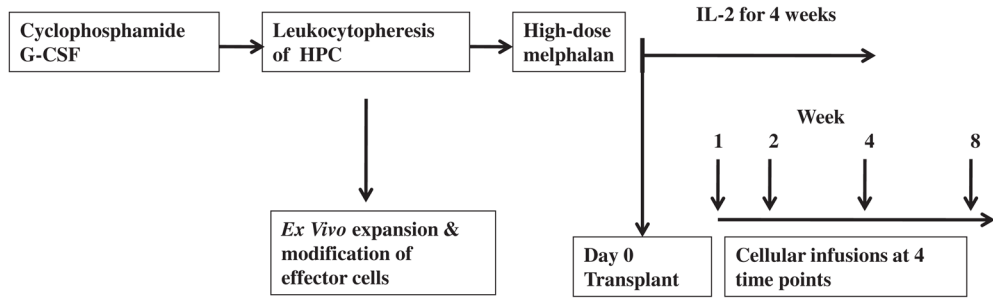 Cyclophosphamide
G-CSF
Leukocytopheresis
of HPC
High-dose
melphalan
IL-2 for 4 weeks
Week
1 2 4 8
Ex Vivo expansion &
modification of
effector cells
Day 0
Transplant
Cellular infusions at 4
time points